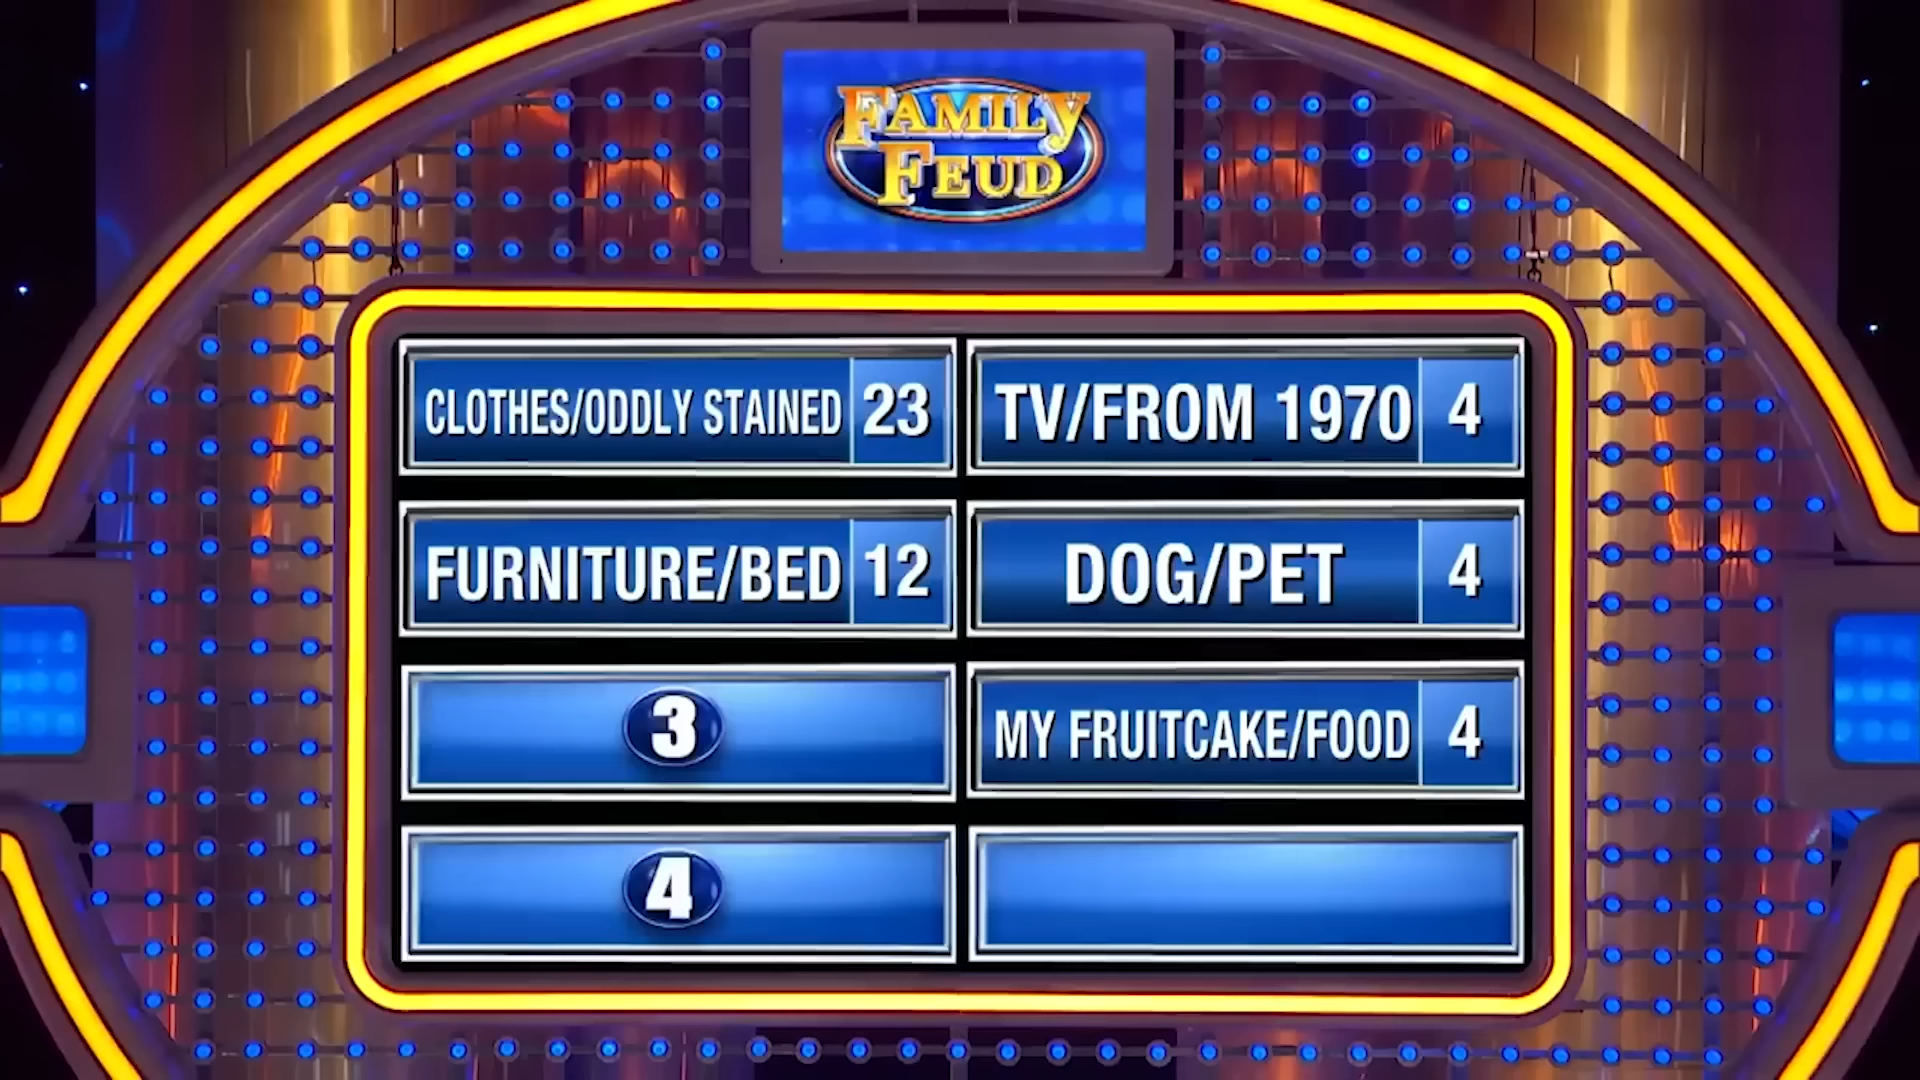 FAMILY
FEUD
CLOTHES/ODDLY STAINED 23
FURNITURE/BED 12
3
4
TV/FROM 1970 4
DOG/PET 4
MY FRUITCAKE/FOOD 4